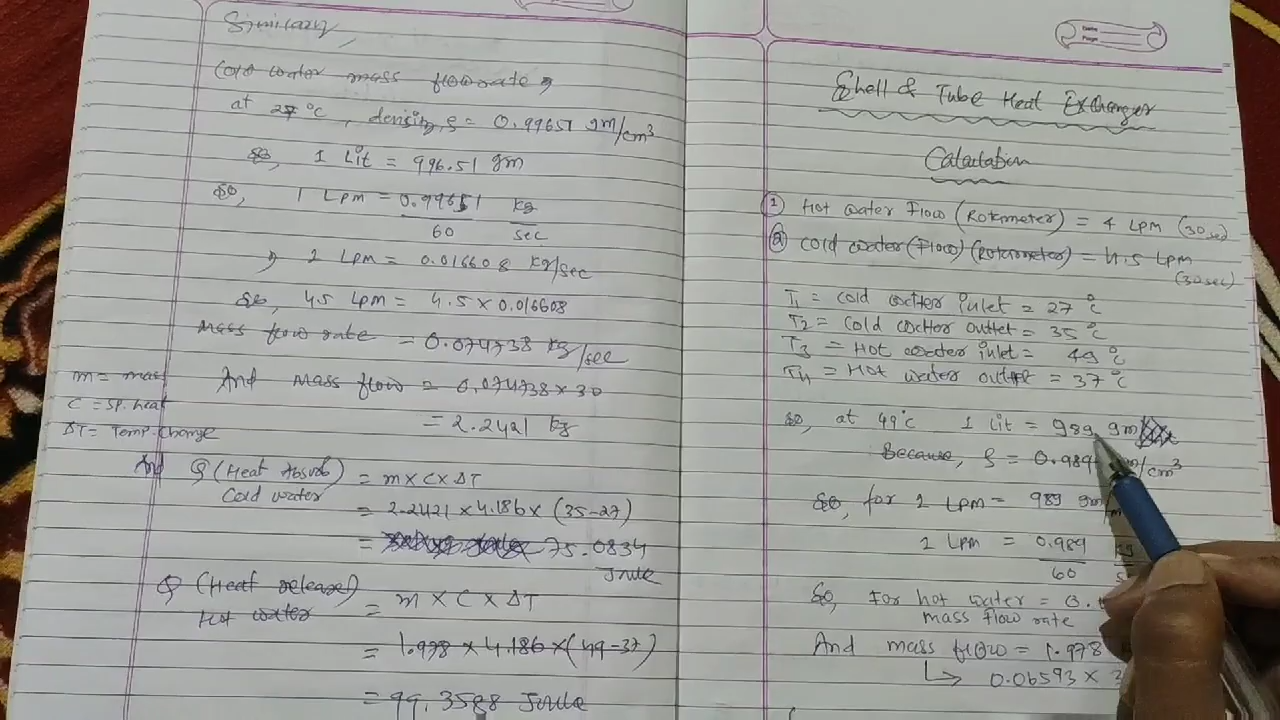 Similarly,
Cold water mass flow rate,
at 27 °C, density, ρ = 0.99651 gm/cm³
so, 1 Lit = 996.51 gm
so, 1 Lpm = 0.99651 kg
60 sec
⇒ 1 Lpm = 0.016608 kg/sec
so, 4.5 Lpm = 4.5 × 0.016608
Mass flow rate = 0.074738 kg/sec
m = mass
And mass flow = 0.074738 × 30
C = sp. heat
= 2.2421 kg
ΔT = Temp. change
And Q (Heat Absorb) = m × C × ΔT
Cold water
= 2.2421 × 4.186 × (35-27)
= 75.0834
Joule
Q (Heat released) = m × C × ΔT
Hot water
= 1.978 × 4.186 × (49-37)
= 99.3588 Joule
Shell & Tube Heat Exchanger
Calculation
① Hot water Flow (Rotameter) = 4 LPM (30 sec)
② Cold water (Flow) (Rotameter) = 4.5 LPM
(30 sec)
T1 = Cold water inlet = 27 °C
T2 = Cold water outlet = 35 °C
T3 = Hot water inlet = 49 °C
T4 = Hot water outlet = 37 °C
so, at 49°C 1 Lit = 989 gm
Because, ρ = 0.989 /cm³
so, for 1 LPM = 989 gm/
1 LPM = 0.989 kg
60
So, For hot water = 0.
mass flow rate
And mass flow = 1.978
↳ 0.06593 ×